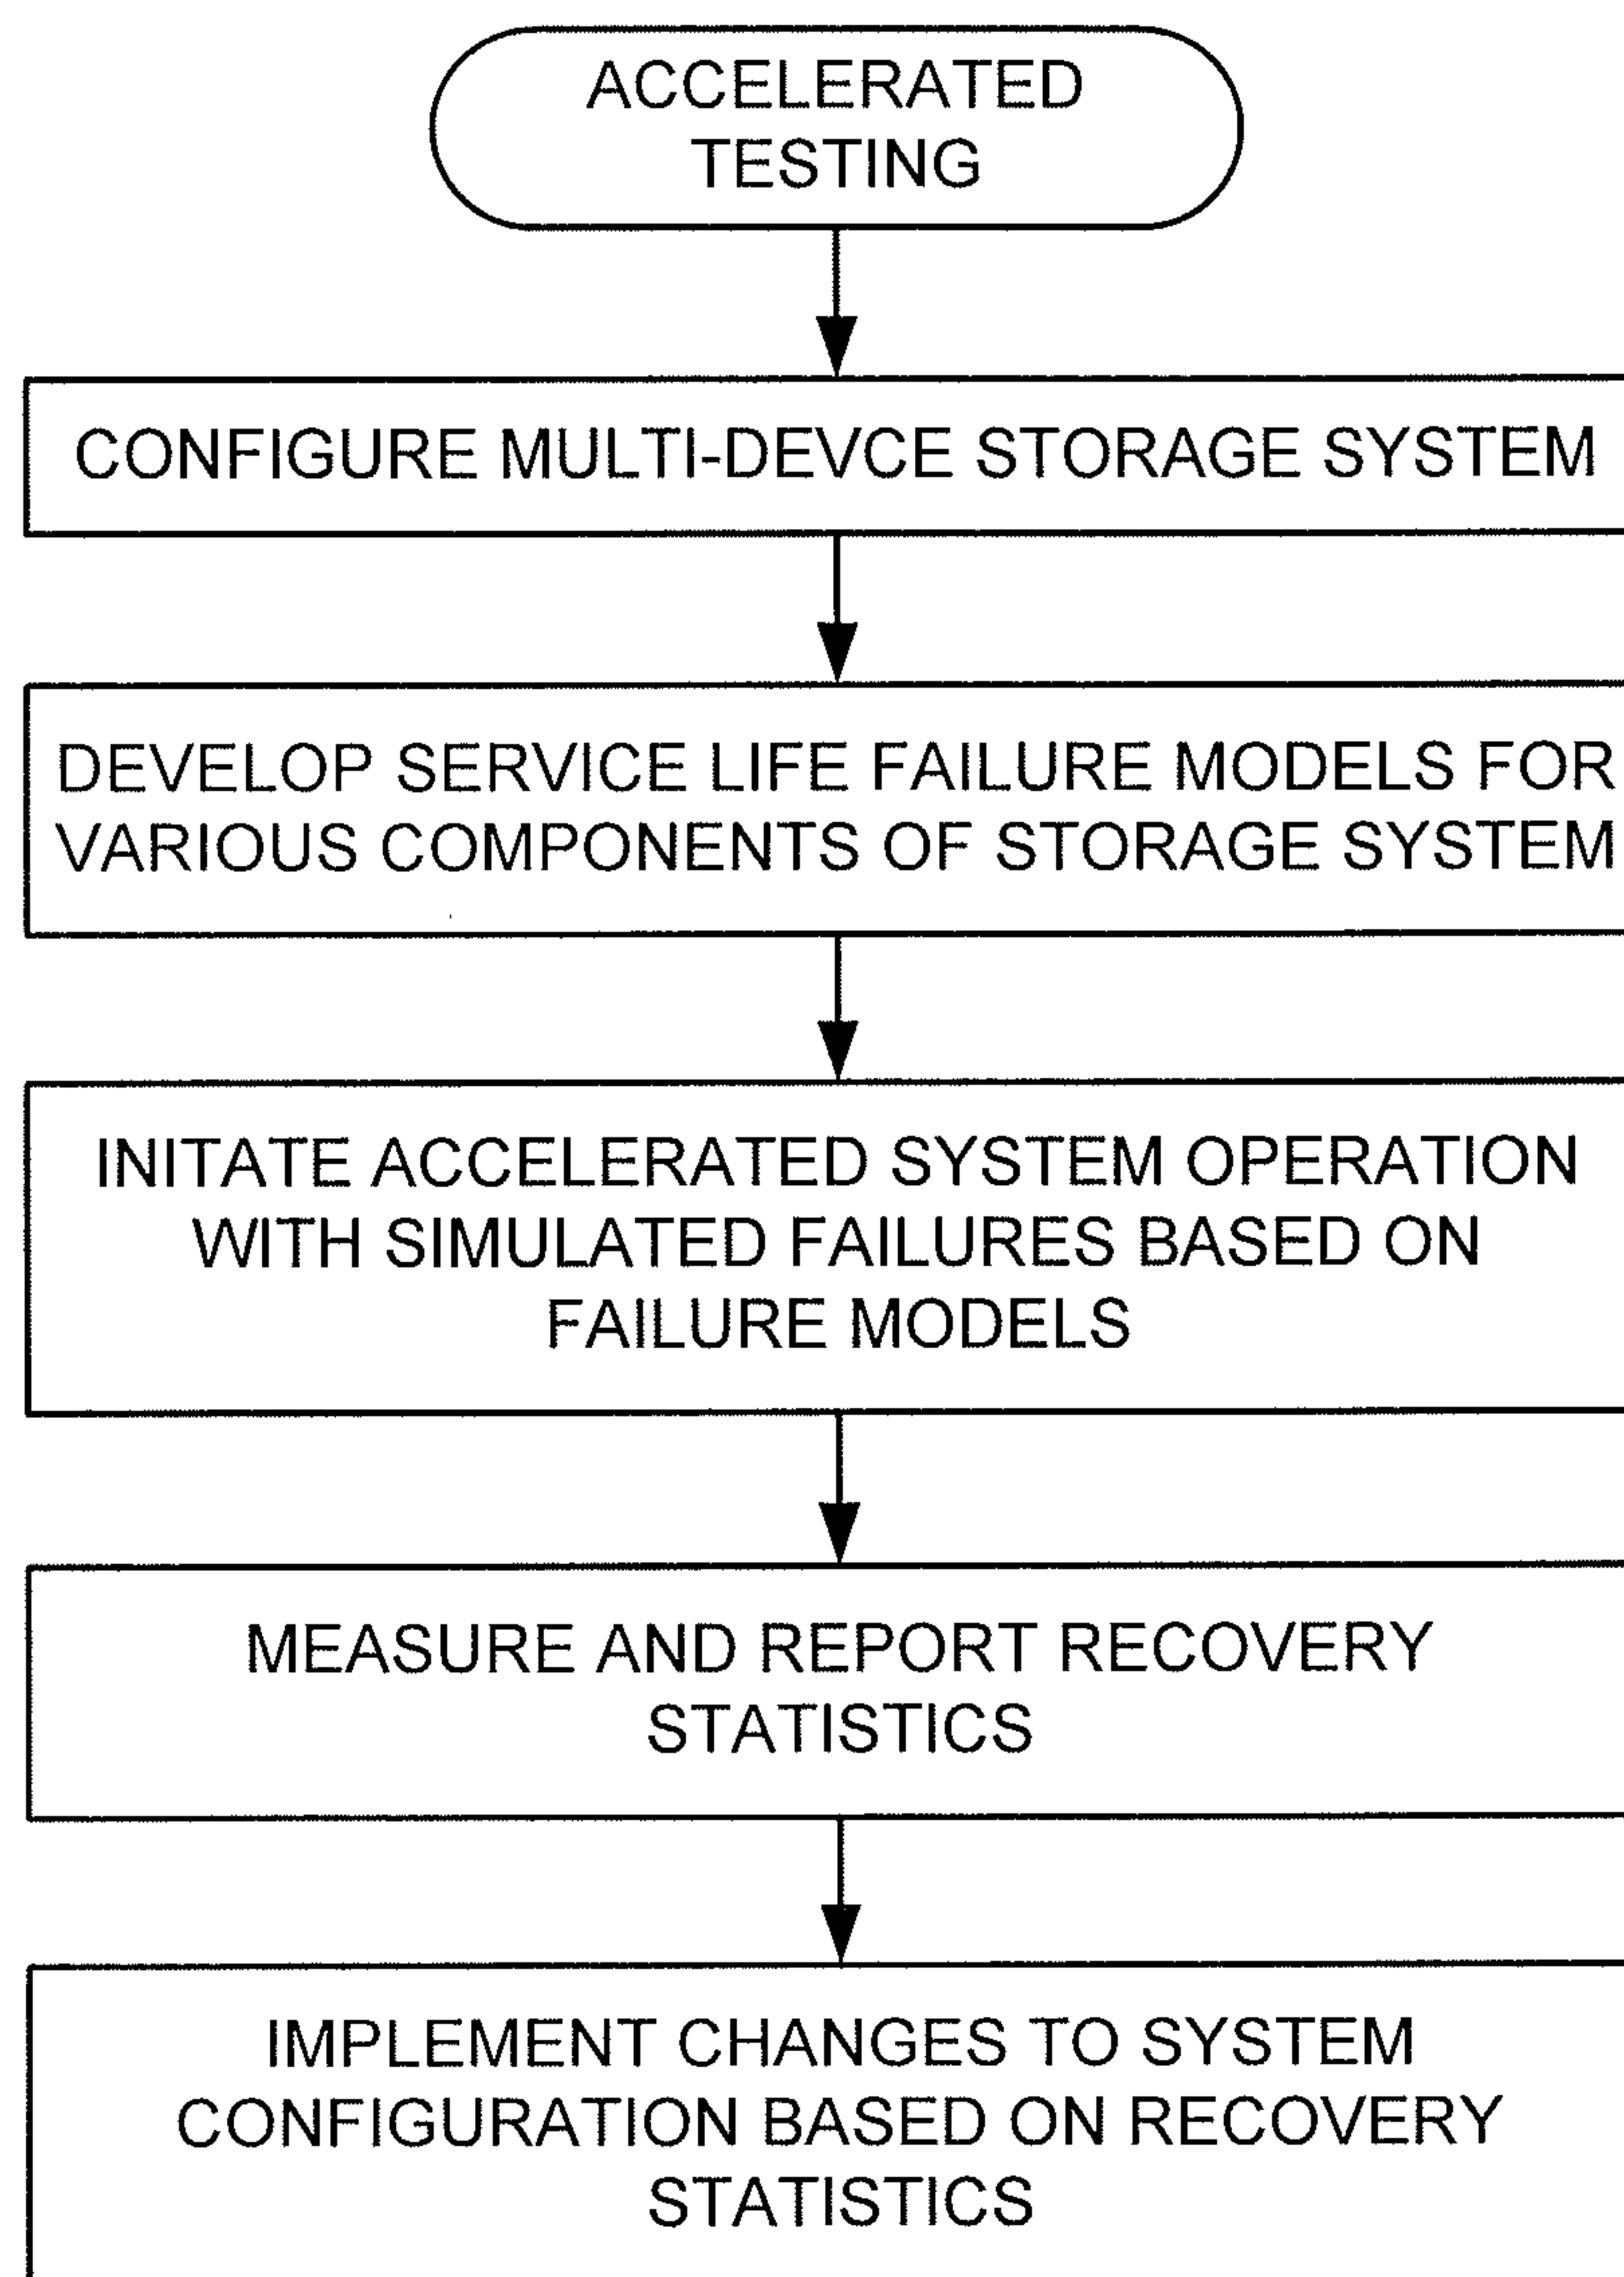 ACCELERATED
TESTING
CONFIGURE MULTI-DEVCE STORAGE SYSTEM
DEVELOP SERVICE LIFE FAILURE MODELS FOR
VARIOUS COMPONENTS OF STORAGE SYSTEM
INITATE ACCELERATED SYSTEM OPERATION
WITH SIMULATED FAILURES BASED ON
FAILURE MODELS
MEASURE AND REPORT RECOVERY
STATISTICS
IMPLEMENT CHANGES TO SYSTEM
CONFIGURATION BASED ON RECOVERY
STATISTICS